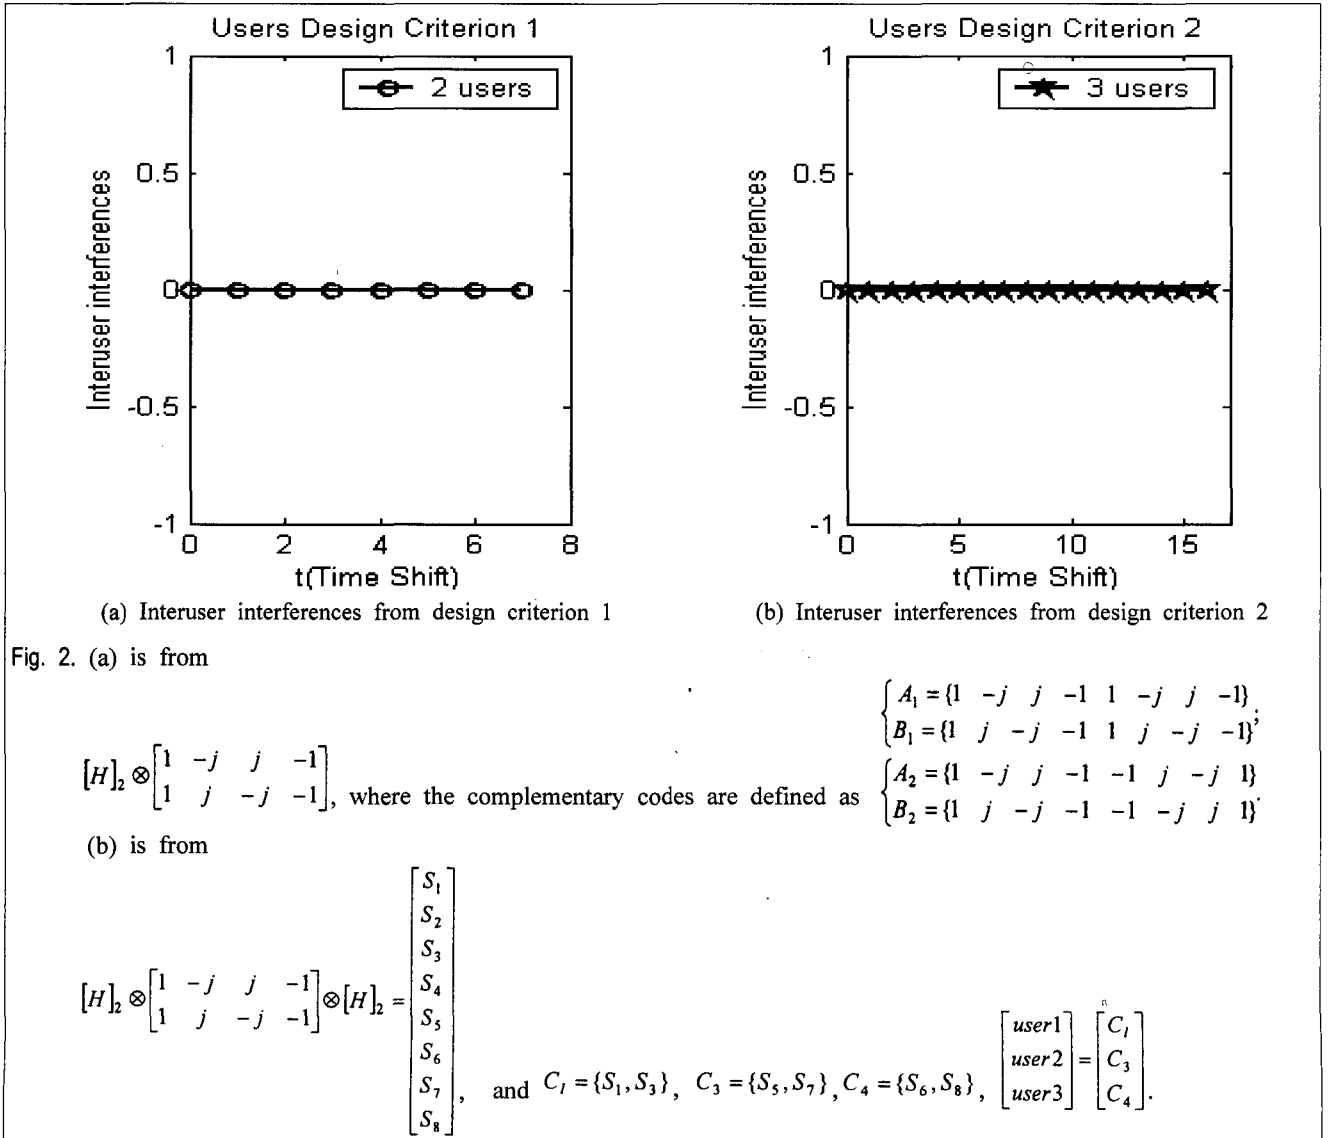 Users Design Criterion 1
1
0.5
0
-0.5
-1
0 2 4 6 8
2 users
Interuser interferences
t(Time Shift)
(a) Interuser interferences from design criterion 1
Users Design Criterion 2
1
0.5
0
-0.5
-1
0 5 10 15
3 users
Interuser interferences
t(Time Shift)
(b) Interuser interferences from design criterion 2
Fig. 2. (a) is from
[H]₂ ⊗ [1 -j j -1
1 j -j -1], where the complementary codes are defined as
{A₁ = {1 -j j -1 1 -j j -1}
B₁ = {1 j -j -1 1 j -j -1};
{A₂ = {1 -j j -1 -1 j -j 1}
B₂ = {1 j -j -1 -1 -j j 1}.
(b) is from
[H]₂ ⊗ [1 -j j -1
1 j -j -1] ⊗ [H]₂ = [S₁
S₂
S₃
S₄
S₅
S₆
S₇
S₈], and C₁ = {S₁, S₃}, C₃ = {S₅, S₇}, C₄ = {S₆, S₈},
[user1
user2
user3] = [C₁
C₃
C₄].